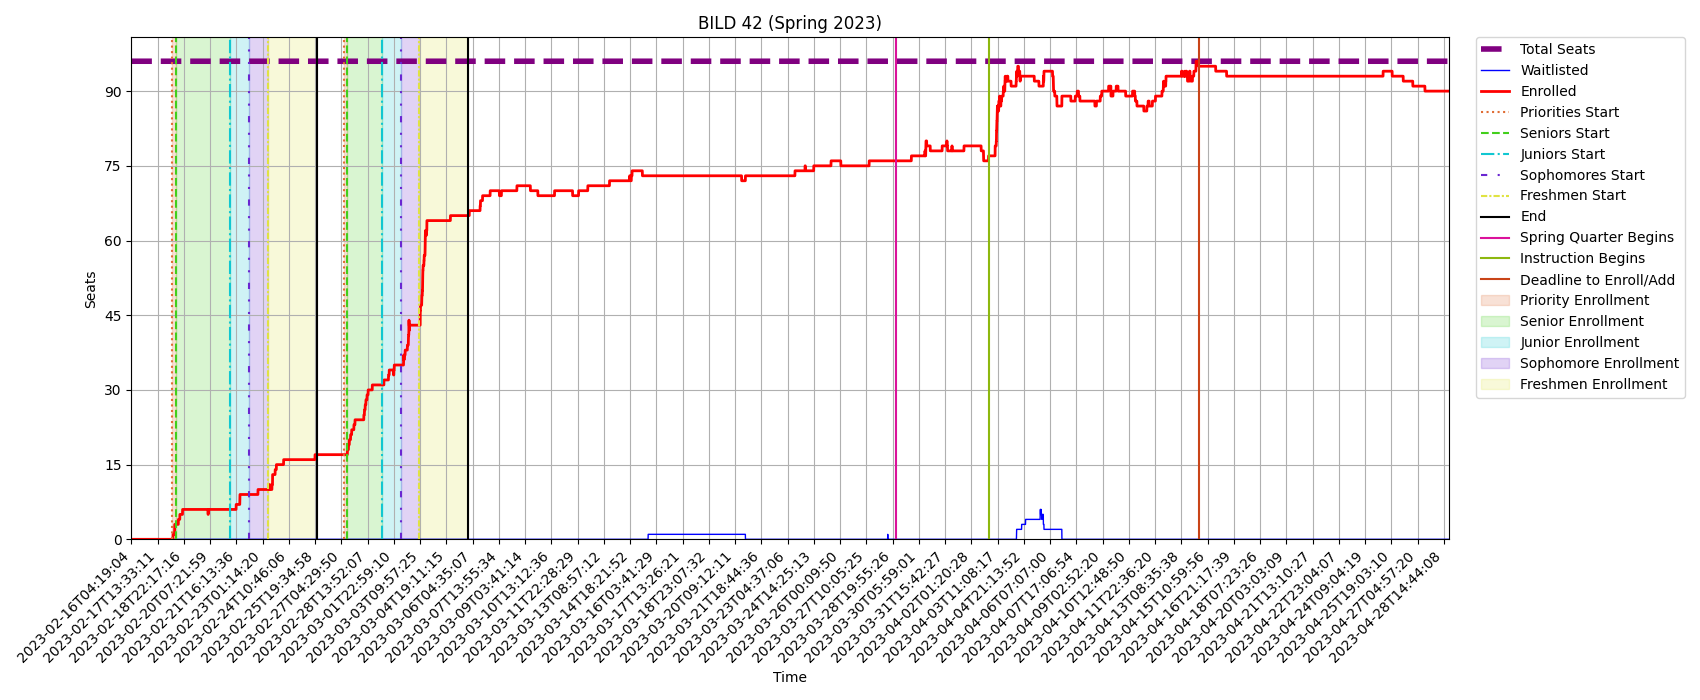 BILD 42 (Spring 2023)
Total Seats
Waitlisted
Enrolled
Priorities Start
Seniors Start
Juniors Start
Sophomores Start
Freshmen Start
End
Spring Quarter Begins
Instruction Begins
Deadline to Enroll/Add
Priority Enrollment
Senior Enrollment
Junior Enrollment
Sophomore Enrollment
Freshmen Enrollment
Seats
90
75
60
45
30
15
0
2023-02-16T04:19:04
2023-02-17T13:33:11
2023-02-18T22:17:16
2023-02-20T07:21:59
2023-02-21T16:13:36
2023-02-23T01:14:20
2023-02-24T10:46:06
2023-02-25T19:34:58
2023-02-27T04:29:50
2023-02-28T13:52:07
2023-03-01T22:59:10
2023-03-03T09:57:25
2023-03-04T19:11:15
2023-03-06T04:35:07
2023-03-07T13:55:34
2023-03-09T03:41:14
2023-03-10T13:12:36
2023-03-11T22:28:29
2023-03-13T08:57:12
2023-03-14T18:21:52
2023-03-16T03:41:29
2023-03-17T13:26:21
2023-03-18T23:07:32
2023-03-20T09:12:11
2023-03-21T18:44:36
2023-03-23T04:37:06
2023-03-24T14:25:13
2023-03-26T00:09:50
2023-03-27T10:05:25
2023-03-28T19:55:26
2023-03-30T05:59:01
2023-03-31T15:42:27
2023-04-02T01:20:28
2023-04-03T11:08:17
2023-04-04T21:13:52
2023-04-06T07:07:00
2023-04-07T17:06:54
2023-04-09T02:52:20
2023-04-10T12:48:50
2023-04-11T22:36:20
2023-04-13T08:35:38
2023-04-15T10:59:56
2023-04-16T21:17:39
2023-04-18T07:23:26
2023-04-20T03:03:09
2023-04-21T13:10:27
2023-04-22T23:04:07
2023-04-24T09:04:19
2023-04-25T19:03:10
2023-04-27T04:57:20
2023-04-28T14:44:08
Time